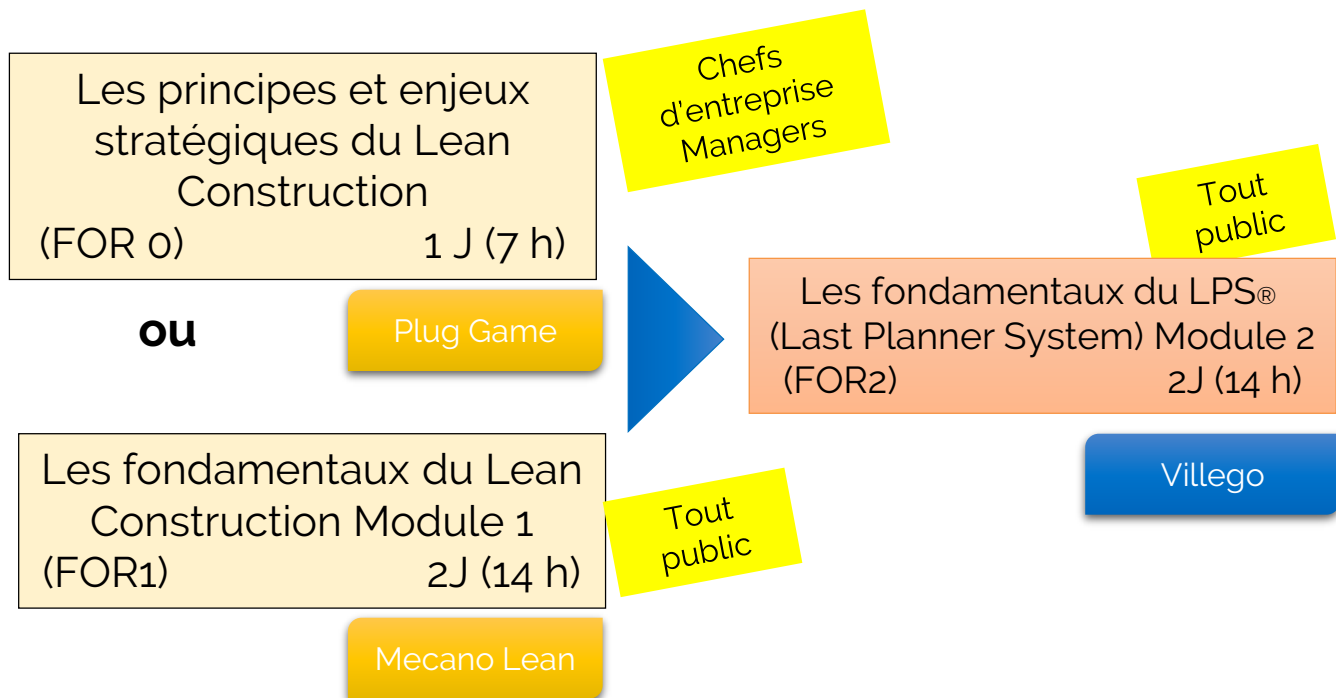 Les principes et enjeux
stratégiques du Lean
Construction
(FOR 0) 1 J (7 h)
Chefs
d'entreprise
Managers
Plug Game
ou
Les fondamentaux du Lean
Construction Module 1
(FOR1) 2J (14 h)
Tout
public
Mecano Lean
Tout
public
Les fondamentaux du LPS®
(Last Planner System) Module 2
(FOR2) 2J (14 h)
Villego